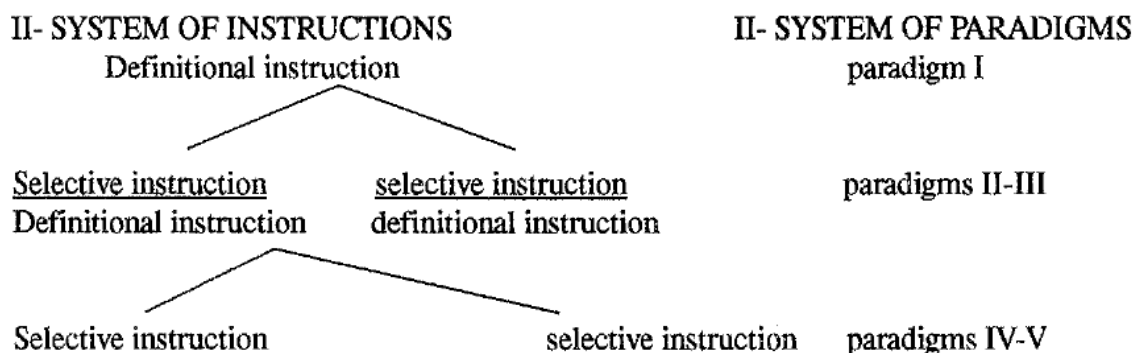 II- SYSTEM OF INSTRUCTIONS II- SYSTEM OF PARADIGMS
Definitional instruction paradigm I
Selective instruction selective instruction paradigms II-III
Definitional instruction definitional instruction
Selective instruction selective instruction paradigms IV-V